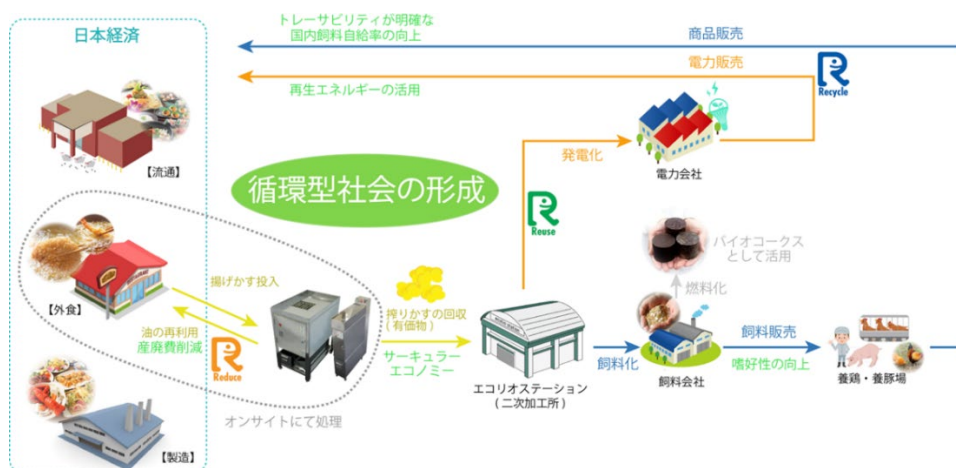 日本経済
トレーサビリティが明確な
国内飼料自給率の向上
商品販売
電力販売
再生エネルギーの活用
Recycle
【流通】
発電化
電力会社
循環型社会の形成
Reuse
バイオコークス
として活用
燃料化
【外食】
揚げかす投入
油の再利用
産廃費削減
Reduce
搾りかすの回収
(有価物)
サーキュラー
エコノミー
エコリオステーション
(二次加工所)
飼料化
飼料会社
飼料販売
嗜好性の向上
養鶏・養豚場
オンサイトにて処理
【製造】